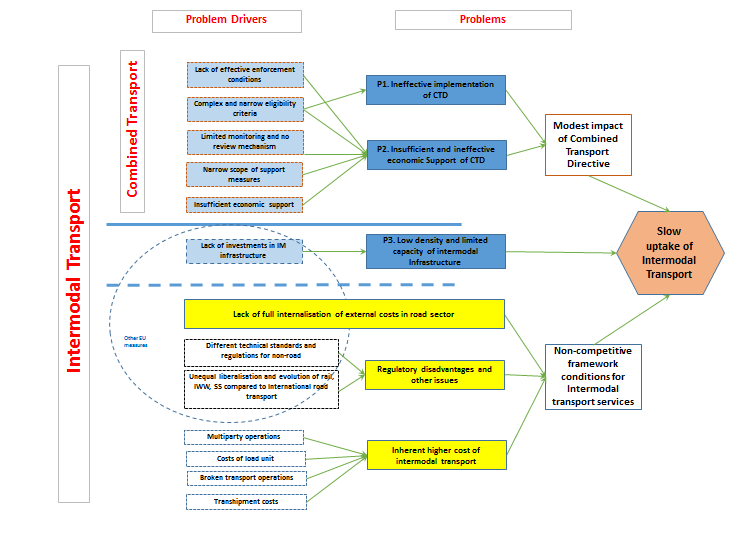 Problem Drivers
Problems
Intermodal Transport
Combined Transport
Lack of effective enforcement
conditions
Complex and narrow eligibility
criteria
Limited monitoring and no
review mechanism
Narrow scope of support
measures
Insufficient economic support
P1. Ineffective implementation
of CTD
P2. Insufficient and ineffective
economic Support of CTD
Modest impact
of Combined
Transport
Directive
Lack of investments in IM
infrastructure
P3. Low density and limited
capacity of intermodal
Infrastructure
Slow
uptake of
Intermodal
Transport
Lack of full internalisation of external costs in road sector
Other EU
measures
Different technical standards and
regulations for non-road
Unequal liberalisation and evolution of rail,
IWW, SS compared to International road
transport
Regulatory disadvantages and
other issues
Non-competitive
framework
conditions for
Intermodal
transport services
Multiparty operations
Costs of load unit
Broken transport operations
Transhipment costs
Inherent higher cost of
intermodal transport